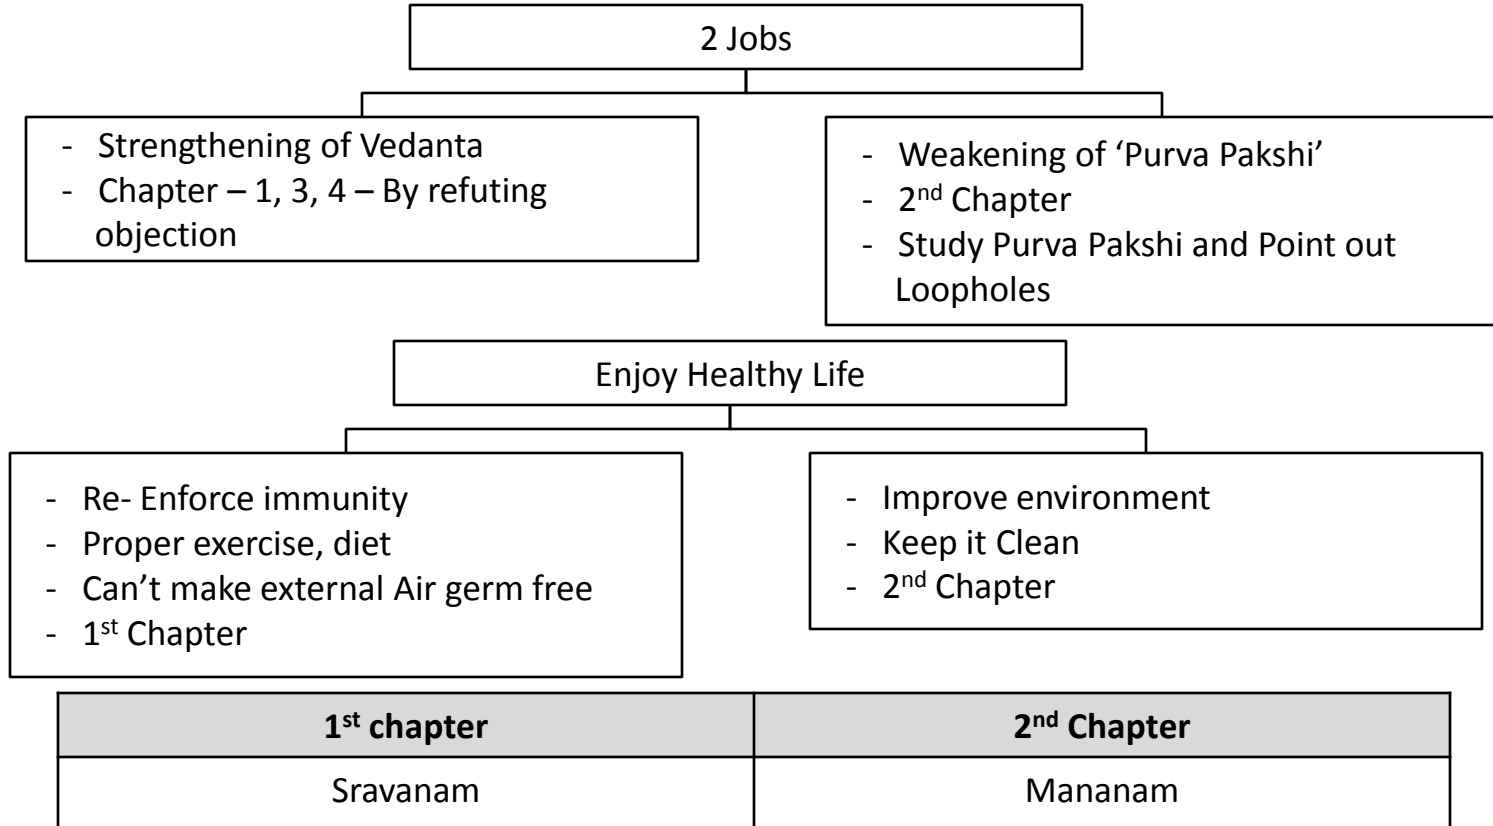 2 Jobs
- Strengthening of Vedanta
- Chapter – 1, 3, 4 – By refuting
objection
- Weakening of ‘Purva Pakshi’
- 2nd Chapter
- Study Purva Pakshi and Point out
Loopholes
Enjoy Healthy Life
- Re- Enforce immunity
- Proper exercise, diet
- Can’t make external Air germ free
- 1st Chapter
- Improve environment
- Keep it Clean
- 2nd Chapter
1st chapter
2nd Chapter
Sravanam
Mananam